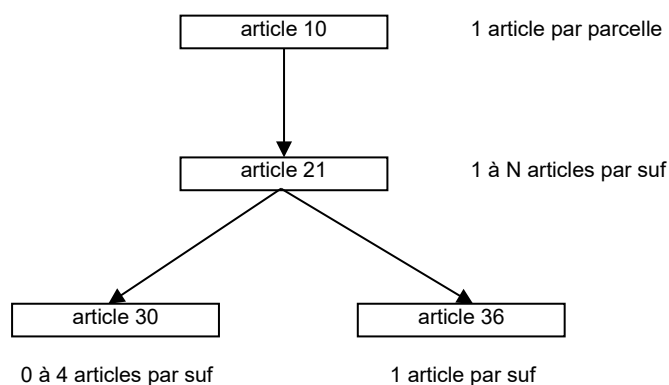 article 10
1 article par parcelle
article 21
1 à N articles par suf
article 30
article 36
0 à 4 articles par suf
1 article par suf